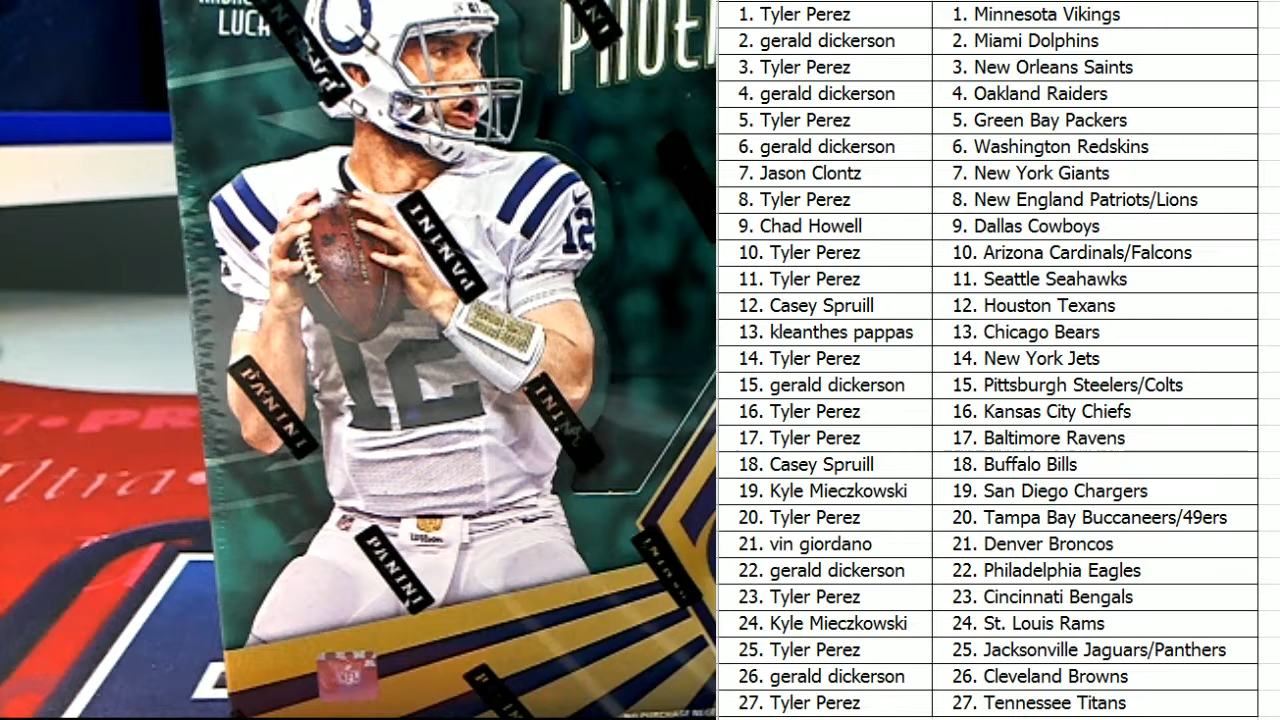 LUCK
PANINI
PANINI
PANINI
PANINI
12
12
Wilson
NFL
1. Tyler Perez 1. Minnesota Vikings
2. gerald dickerson 2. Miami Dolphins
3. Tyler Perez 3. New Orleans Saints
4. gerald dickerson 4. Oakland Raiders
5. Tyler Perez 5. Green Bay Packers
6. gerald dickerson 6. Washington Redskins
7. Jason Clontz 7. New York Giants
8. Tyler Perez 8. New England Patriots/Lions
9. Chad Howell 9. Dallas Cowboys
10. Tyler Perez 10. Arizona Cardinals/Falcons
11. Tyler Perez 11. Seattle Seahawks
12. Casey Spruill 12. Houston Texans
13. kleanthes pappas 13. Chicago Bears
14. Tyler Perez 14. New York Jets
15. gerald dickerson 15. Pittsburgh Steelers/Colts
16. Tyler Perez 16. Kansas City Chiefs
17. Tyler Perez 17. Baltimore Ravens
18. Casey Spruill 18. Buffalo Bills
19. Kyle Mieczkowski 19. San Diego Chargers
20. Tyler Perez 20. Tampa Bay Buccaneers/49ers
21. vin giordano 21. Denver Broncos
22. gerald dickerson 22. Philadelphia Eagles
23. Tyler Perez 23. Cincinnati Bengals
24. Kyle Mieczkowski 24. St. Louis Rams
25. Tyler Perez 25. Jacksonville Jaguars/Panthers
26. gerald dickerson 26. Cleveland Browns
27. Tyler Perez 27. Tennessee Titans